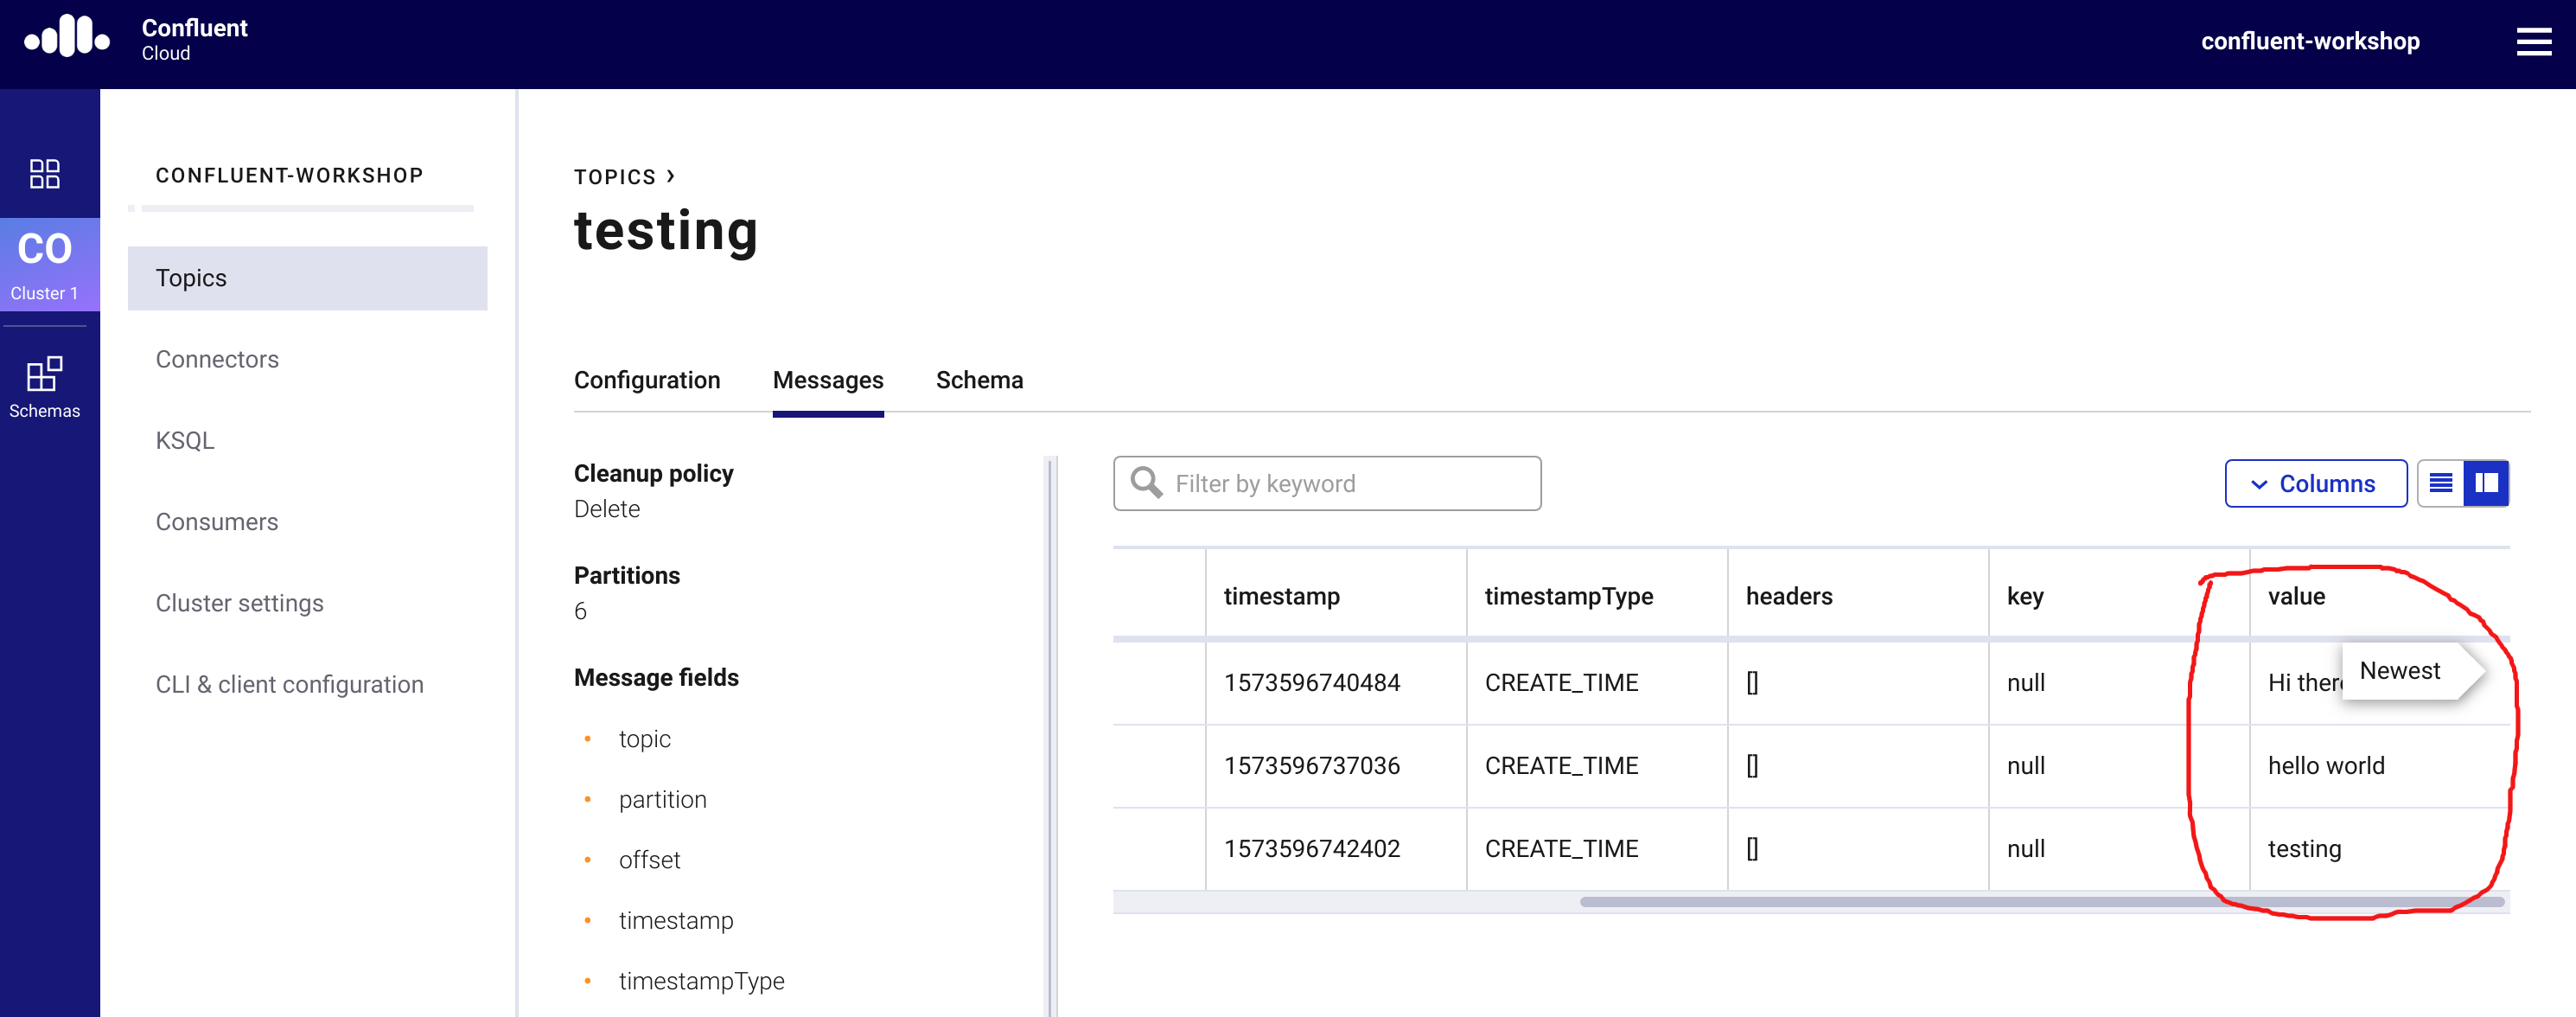 Confluent
Cloud
confluent-workshop
CO
Cluster 1
Schemas
CONFLUENT-WORKSHOP
Topics
Connectors
KSQL
Consumers
Cluster settings
CLI & client configuration
TOPICS ›
testing
Configuration Messages Schema
Cleanup policy
Delete
Partitions
6
Message fields
topic
partition
offset
timestamp
timestampType
Filter by keyword
Columns
timestamp timestampType headers key value
Newest
1573596740484 CREATE_TIME [] null Hi
1573596737036 CREATE_TIME [] null hello world
1573596742402 CREATE_TIME [] null testing